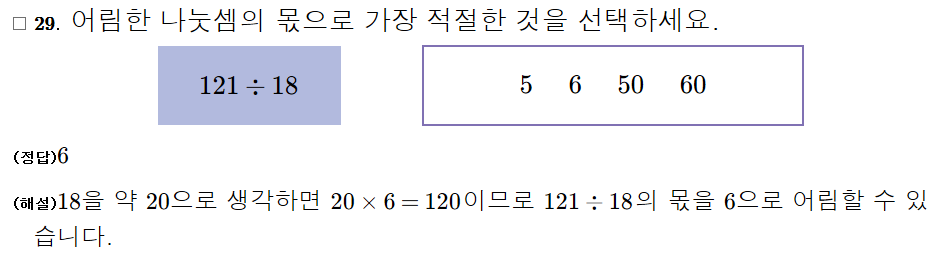 □ 29. 어림한 나눗셈의 몫으로 가장 적절한 것을 선택하세요.
121 ÷ 18
5 6 50 60
(정답)6
(해설)18을 약 20으로 생각하면 20 × 6 = 120이므로 121 ÷ 18의 몫을 6으로 어림할 수 있
습니다.